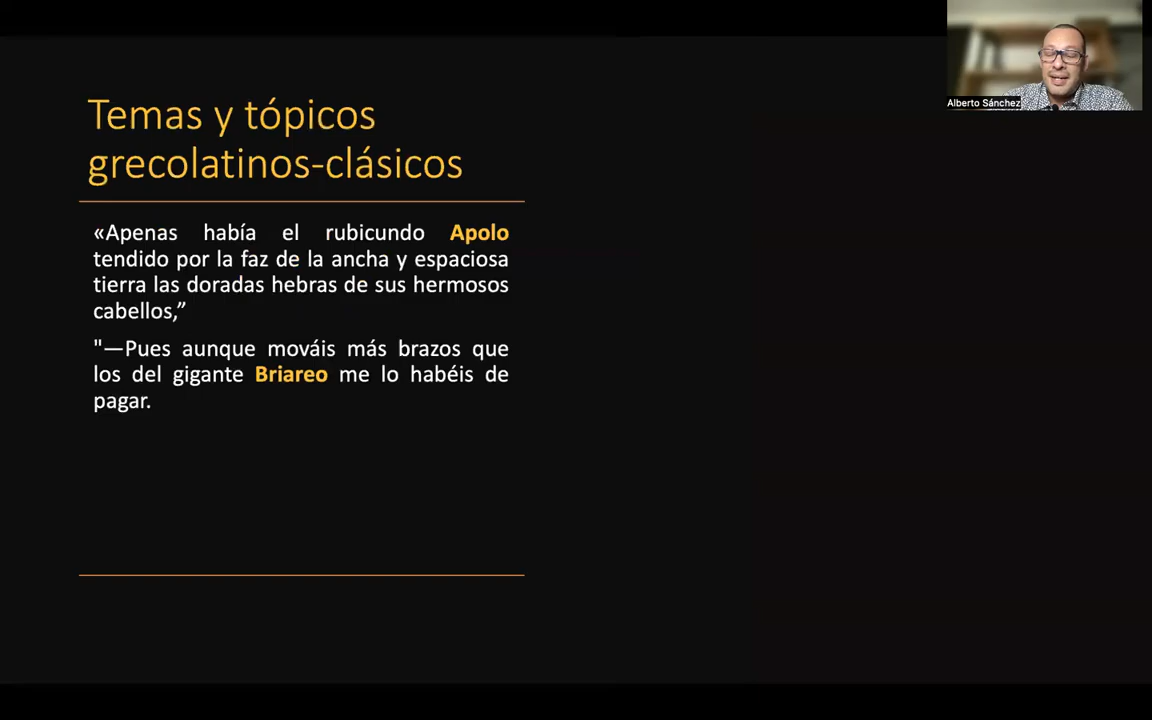 Temas y tópicos
grecolatinos-clásicos
«Apenas había el rubicundo Apolo
tendido por la faz de la ancha y espaciosa
tierra las doradas hebras de sus hermosos
cabellos,”
"—Pues aunque mováis más brazos que
los del gigante Briareo me lo habéis de
pagar.
Alberto Sánchez